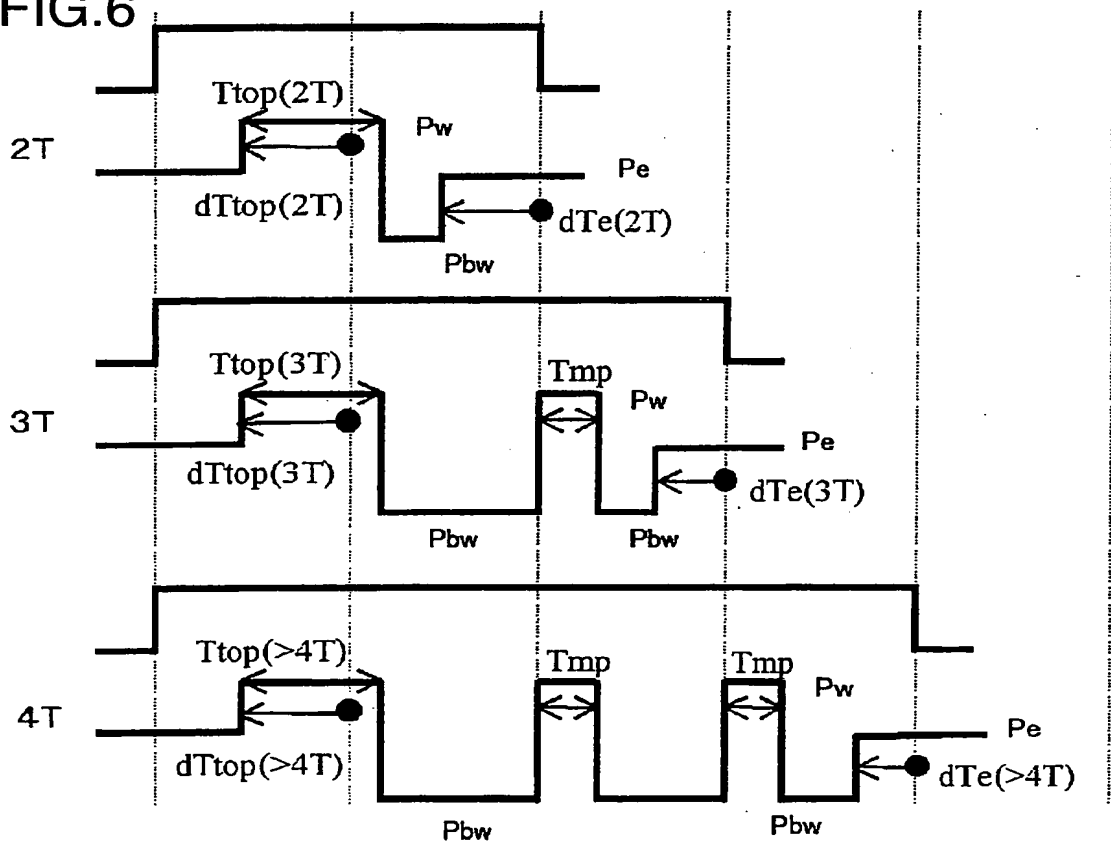 FIG.6
Ttop(2T)
Pw
2T
Pe
dTtop(2T)
dTe(2T)
Pbw
Ttop(3T)
Tmp
Pw
3T
Pe
dTtop(3T)
dTe(3T)
Pbw
Pbw
Ttop(>4T)
Tmp
Tmp
Pw
4T
Pe
dTtop(>4T)
dTe(>4T)
Pbw
Pbw